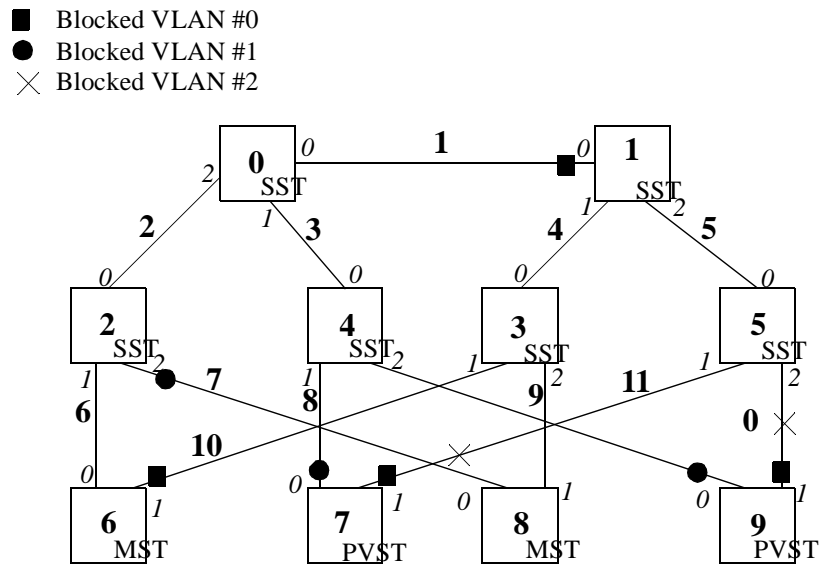 Blocked VLAN #0
Blocked VLAN #1
Blocked VLAN #2
0 1 0
0 SST 1 SST
2 1 1 2
2 3 4 5
0 0 0 0
2 SST 4 SST 3 SST 5 SST
1 2 1 2 1 2 1 2
6 7 8 9 11 0
10
0 1 0 1 0 1 0 1
6 MST 7 PVST 8 MST 9 PVST